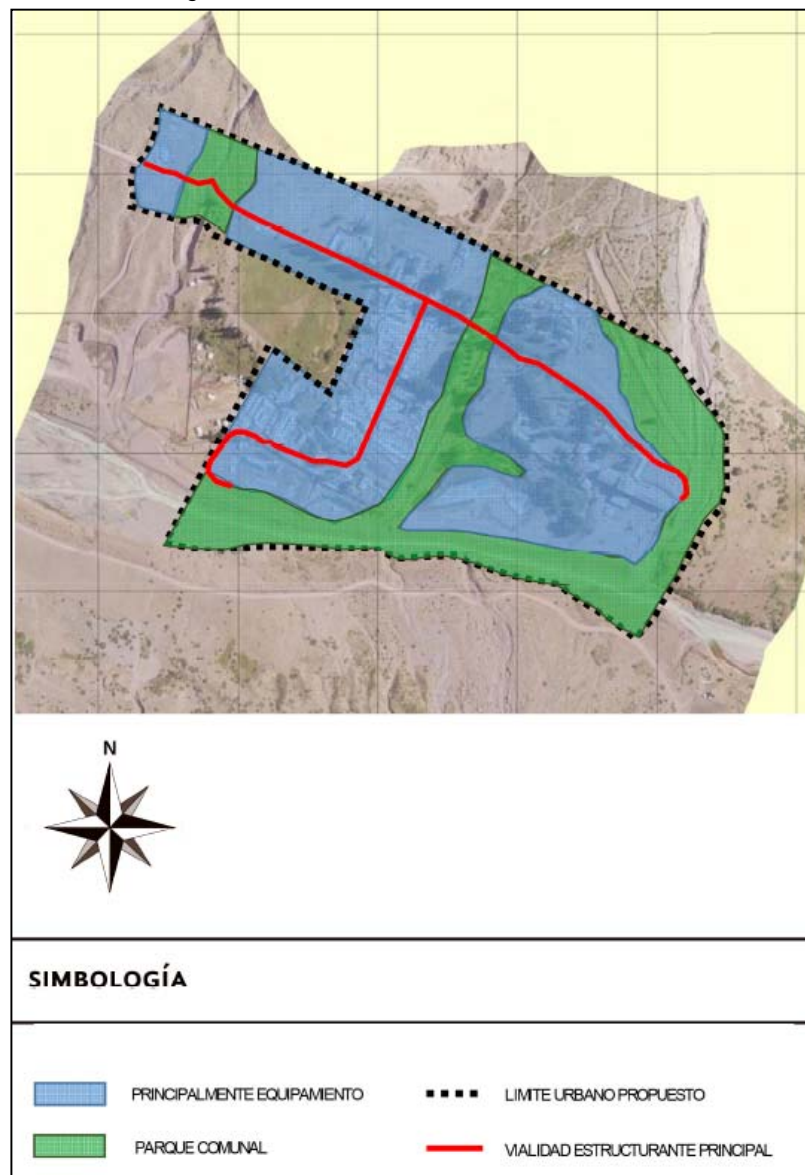 N
SIMBOLOGÍA
PRINCIPALMENTE EQUIPAMIENTO
LIMITE URBANO PROPUESTO
PARQUE COMUNAL
VIALIDAD ESTRUCTURANTE PRINCIPAL